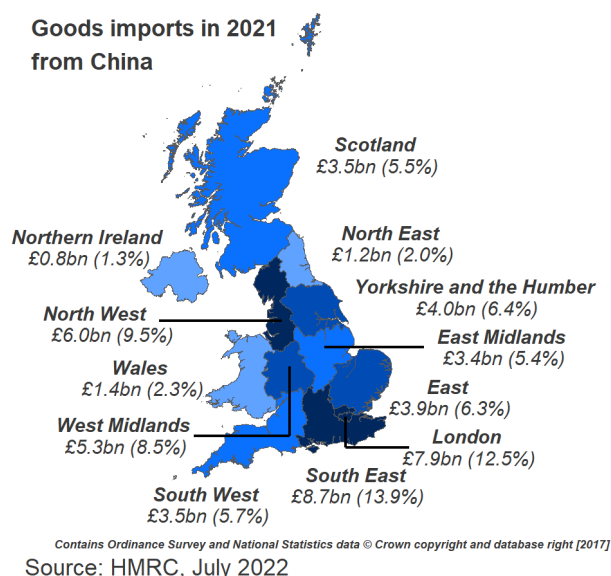 Goods imports in 2021
from China
Scotland
£3.5bn (5.5%)
Northern Ireland
£0.8bn (1.3%)
North East
£1.2bn (2.0%)
Yorkshire and the Humber
£4.0bn (6.4%)
North West
£6.0bn (9.5%)
East Midlands
£3.4bn (5.4%)
Wales
£1.4bn (2.3%)
East
£3.9bn (6.3%)
West Midlands
£5.3bn (8.5%)
London
£7.9bn (12.5%)
South East
£8.7bn (13.9%)
South West
£3.5bn (5.7%)
Contains Ordinance Survey and National Statistics data © Crown copyright and database right [2017]
Source: HMRC, July 2022